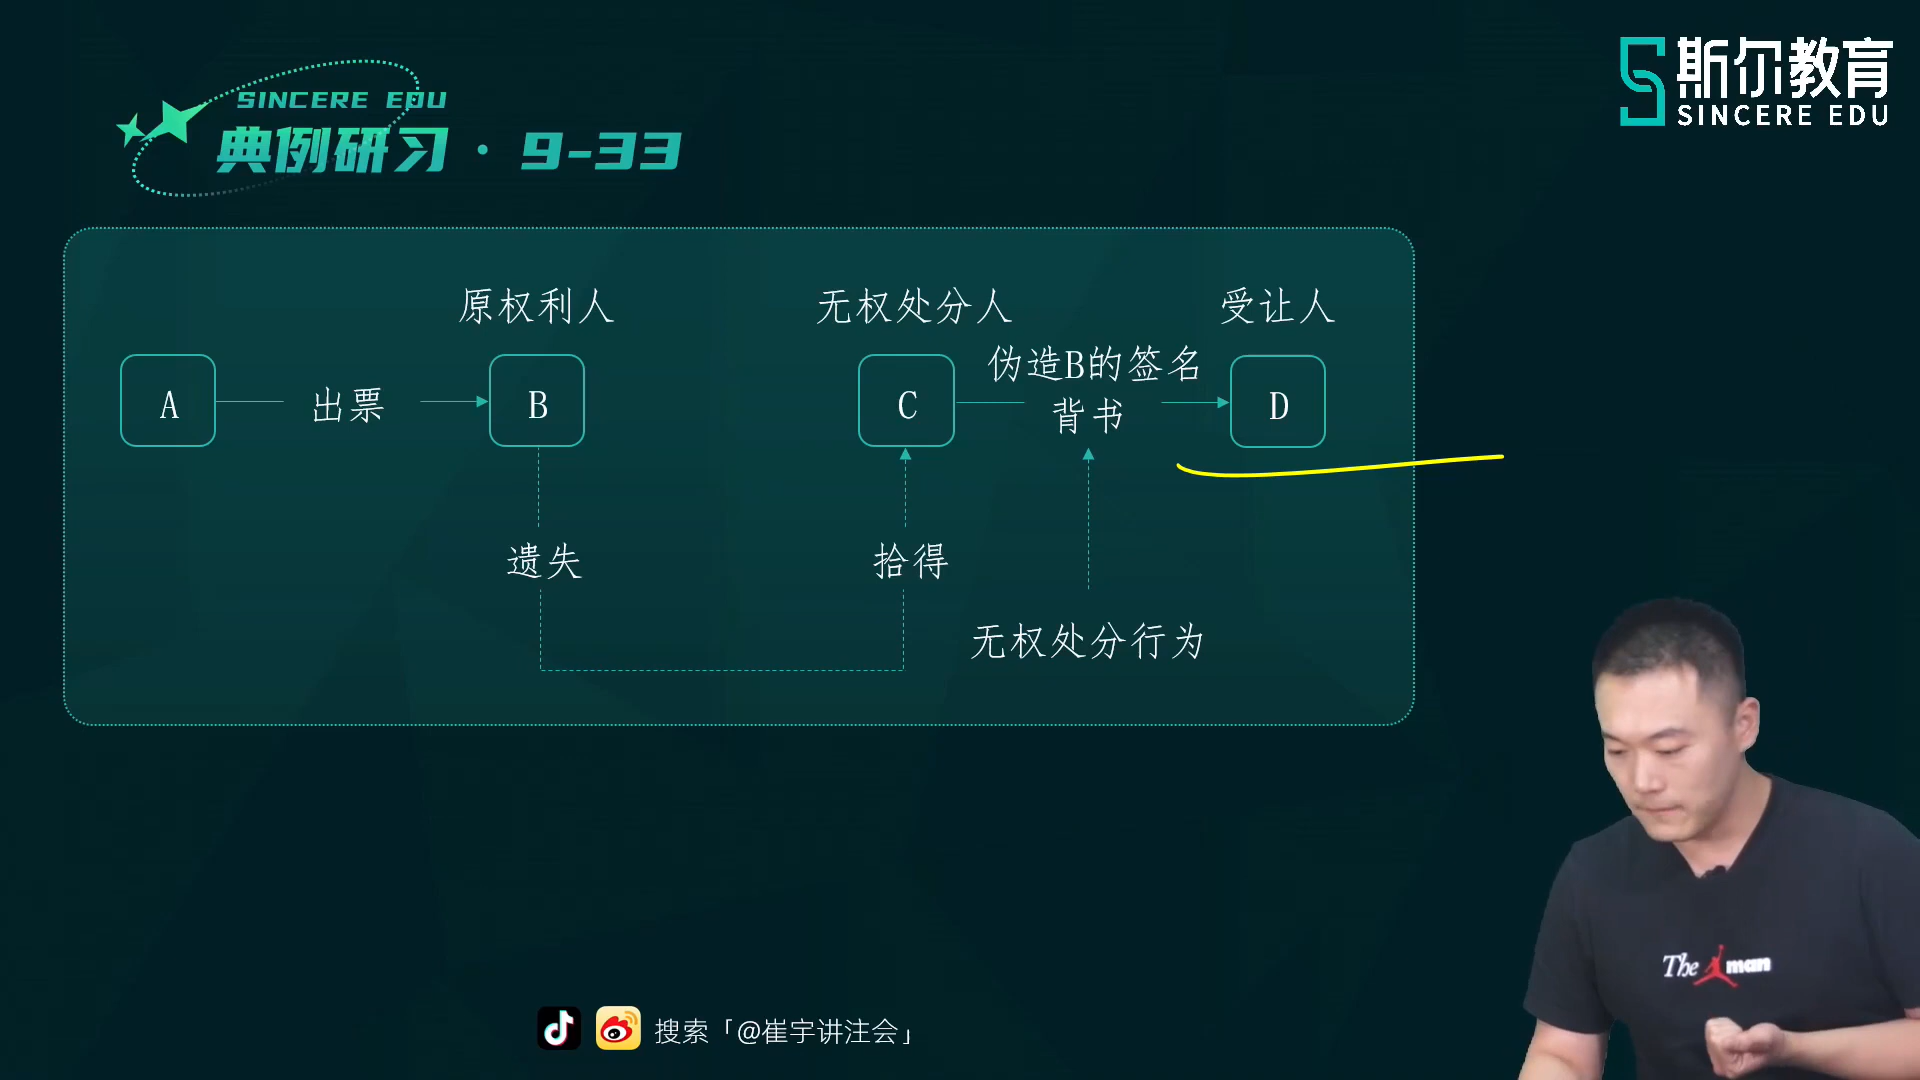 SINCERE EDU
典例研习·9-33
斯尔教育
SINCERE EDU
原权利人
无权处分人
受让人
A
出票
B
C
伪造B的签名
背书
D
遗失
拾得
无权处分行为
The man
搜索「@崔宇讲注会」